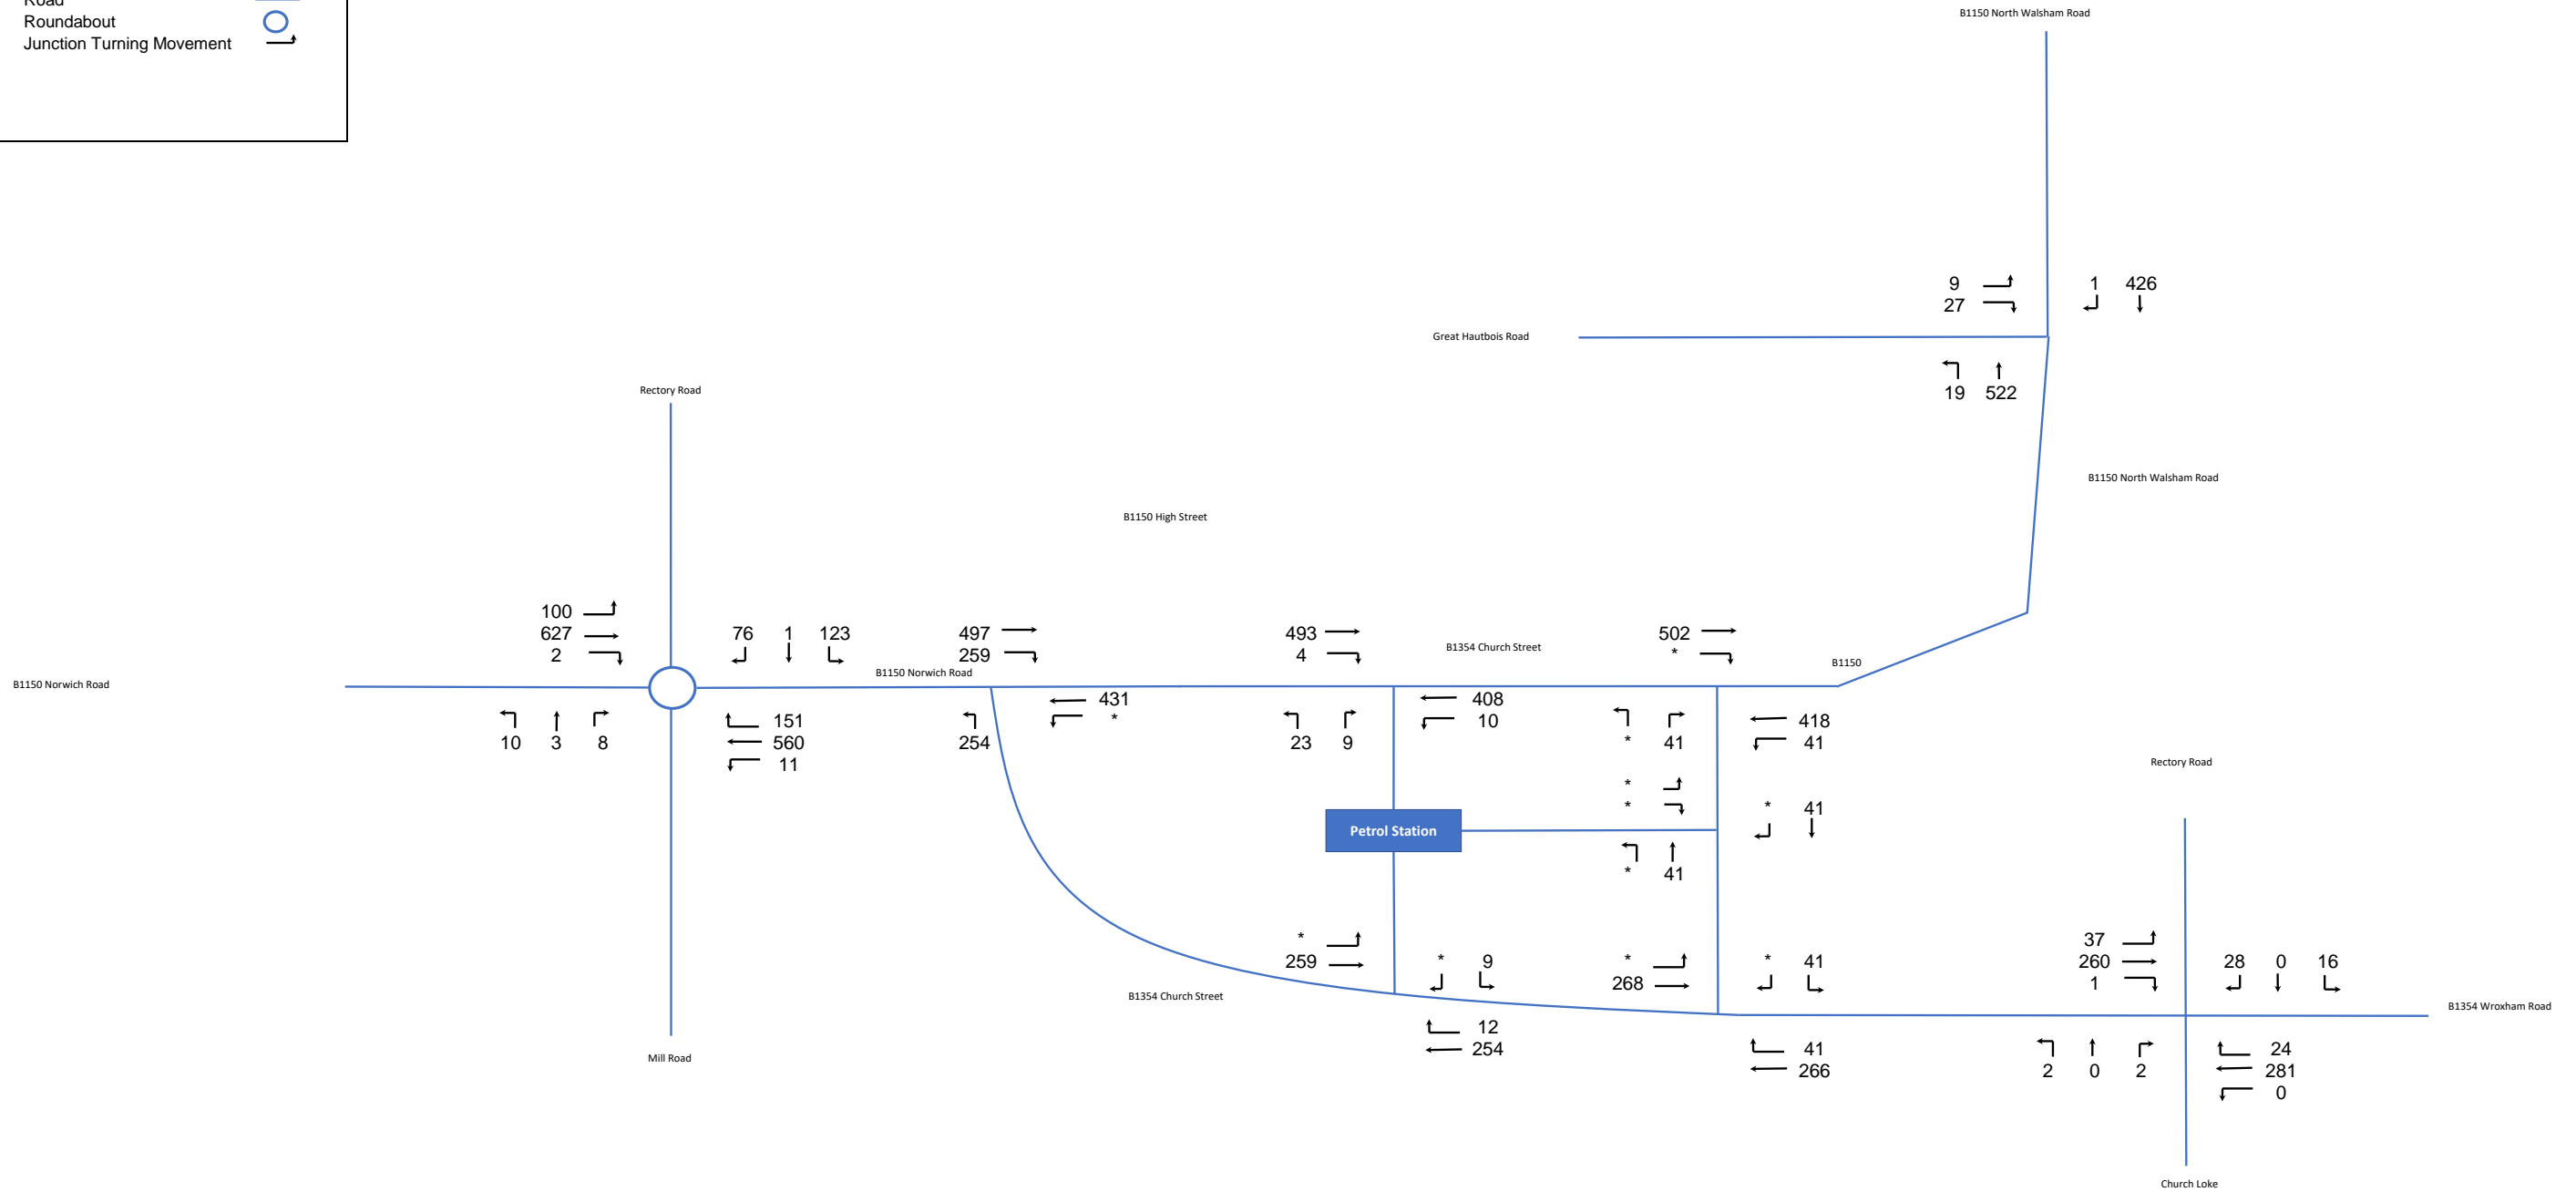 Road
Roundabout
Junction Turning Movement
B1150 North Walsham Road
9 1 426
27
Great Hautbois Road
19 522
Rectory Road
B1150 North Walsham Road
B1150 High Street
100
627 76 1 123 497 493 502
2 259 4 *
B1354 Church Street
B1150
B1150 Norwich Road
B1150 Norwich Road
431 408
* 10
10 3 8 151 254 23 9 * 41 418
560 41
11
Rectory Road
*
* * 41
Petrol Station
* 41
* 37
259 * 9 * * 41 260 28 0 16
268 1
B1354 Church Street
B1354 Wroxham Road
12
254 41 24
266 2 0 2 281
0
Mill Road
Church Loke